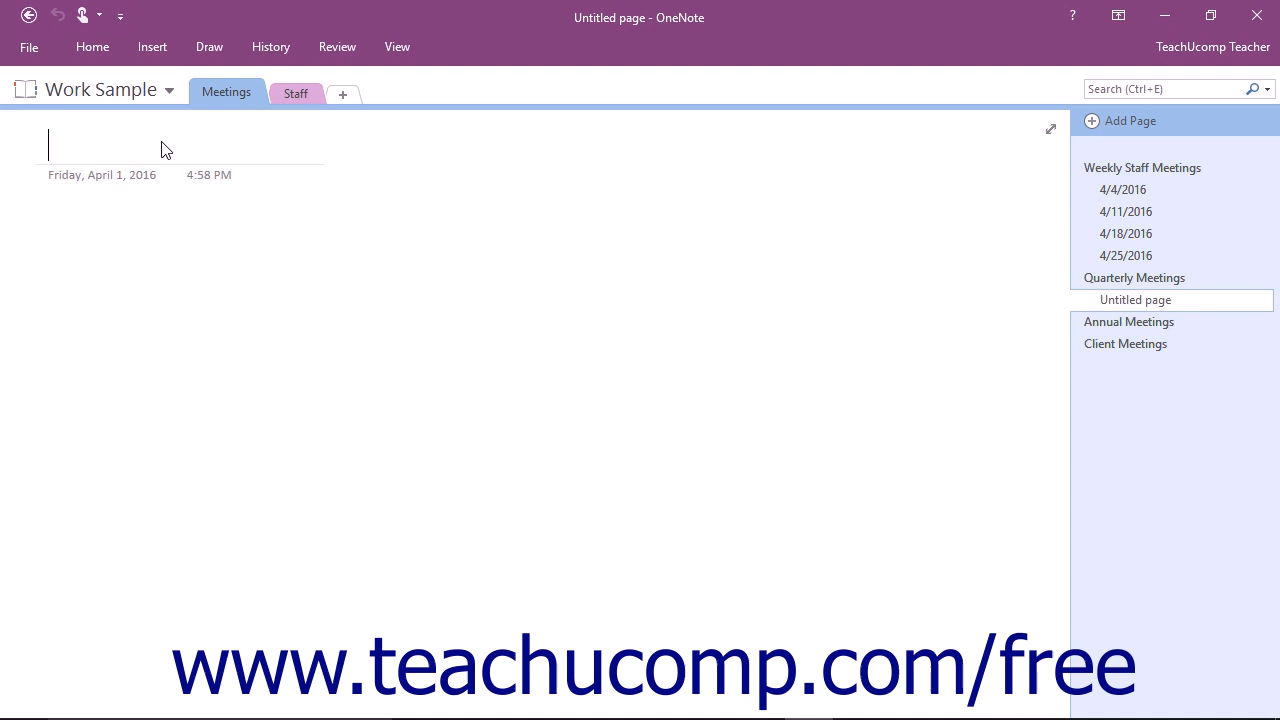 Untitled page - OneNote
?
File Home Insert Draw History Review View TeachUcomp Teacher
Work Sample Meetings Staff + Search (Ctrl+E)
Add Page
Friday, April 1, 2016 4:58 PM
Weekly Staff Meetings
4/4/2016
4/11/2016
4/18/2016
4/25/2016
Quarterly Meetings
Untitled page
Annual Meetings
Client Meetings
www.teachucomp.com/free